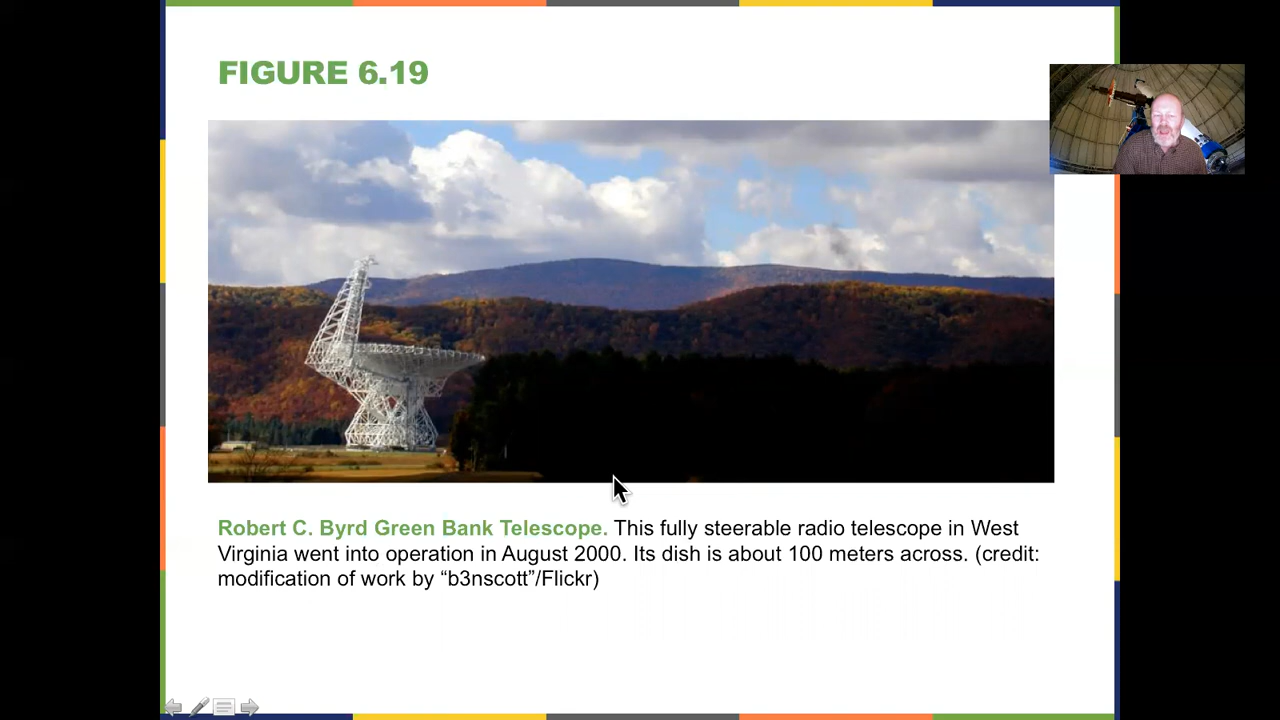 FIGURE 6.19
Robert C. Byrd Green Bank Telescope. This fully steerable radio telescope in West
Virginia went into operation in August 2000. Its dish is about 100 meters across. (credit:
modification of work by “b3nscott”/Flickr)